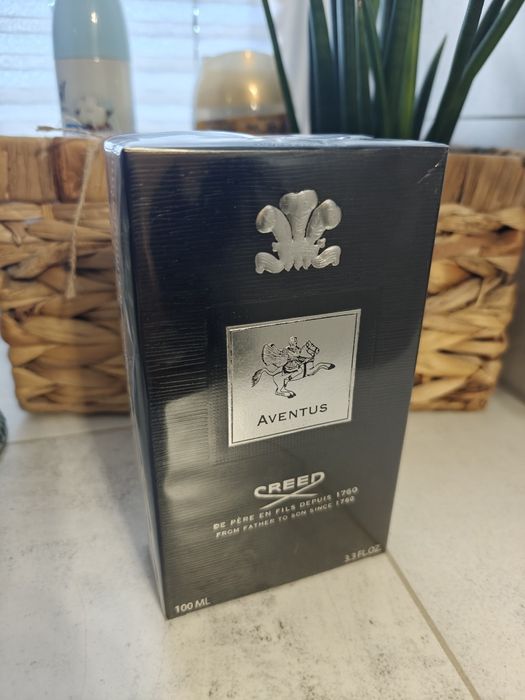 AVENTUS
CREED
DE PÈRE EN FILS DEPUIS 1760
FROM FATHER TO SON SINCE 1760
100 ML
3.3 FL.OZ.